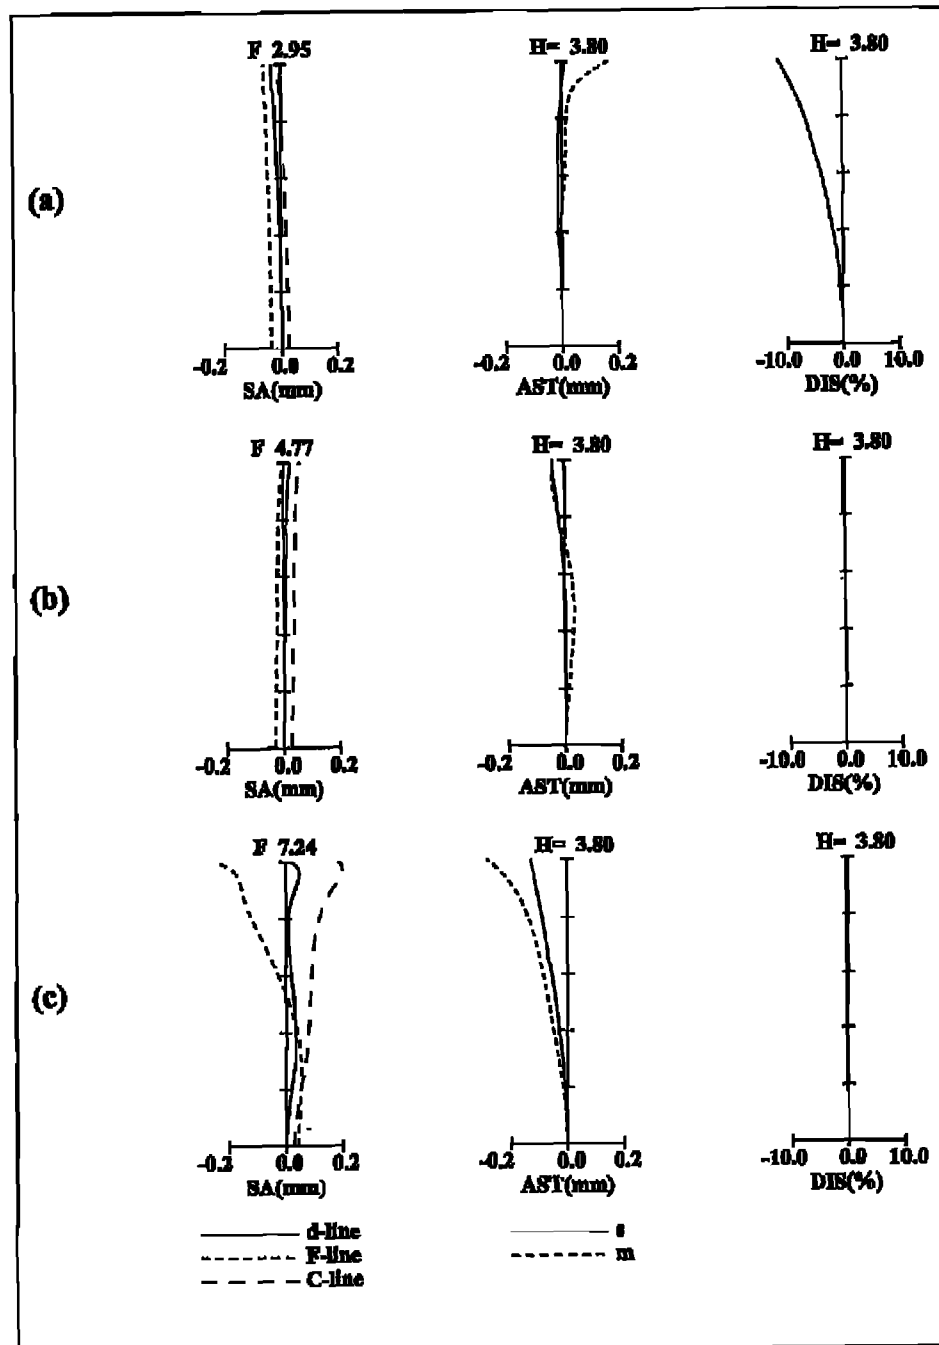 F 2.95 H= 3.80 H= 3.80
(a)
-0.2 0.0 0.2 -0.2 0.0 0.2 -10.0 0.0 10.0
SA(mm) AST(mm) DIS(%)
F 4.77 H= 3.80 H= 3.80
(b)
-0.2 0.0 0.2 -0.2 0.0 0.2 -10.0 0.0 10.0
SA(mm) AST(mm) DIS(%)
F 7.24 H= 3.80 H= 3.80
(c)
-0.2 0.0 0.2 -0.2 0.0 0.2 -10.0 0.0 10.0
SA(mm) AST(mm) DIS(%)
d-line s
F-line m
C-line